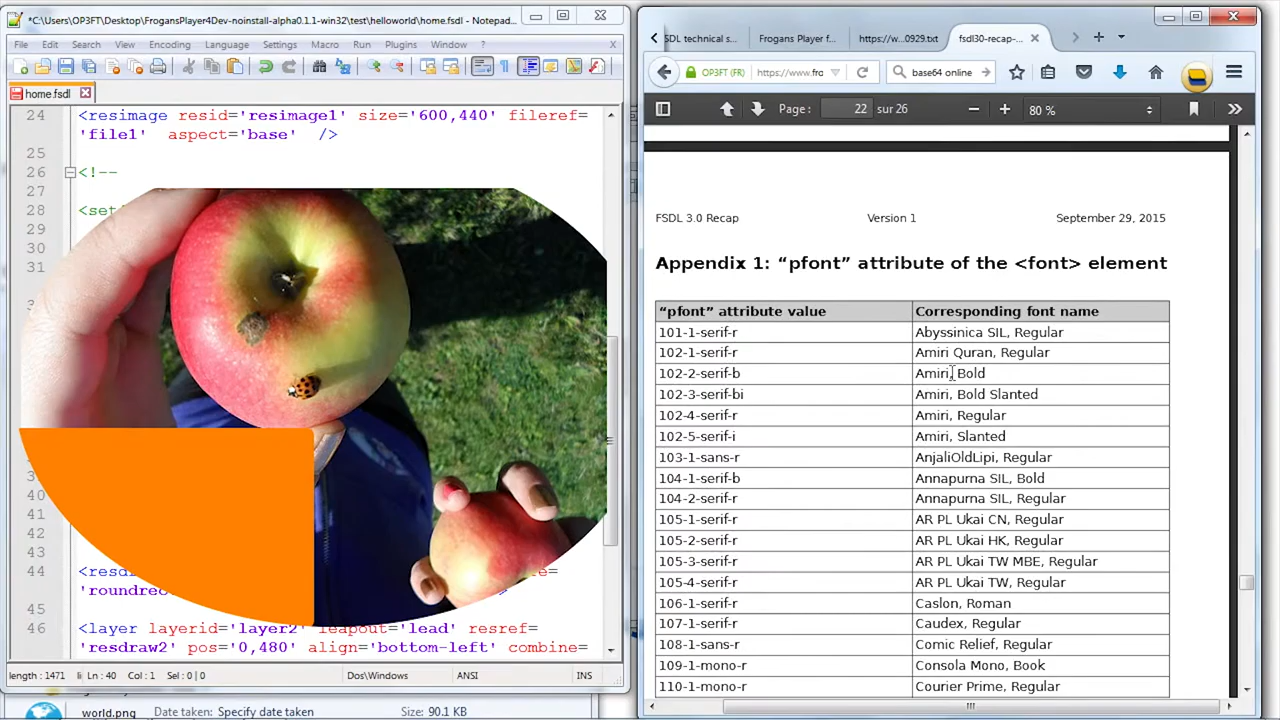 *C:\Users\OP3FT\Desktop\FrogansPlayer4Dev-noinstall-alpha0.1.1-win32\test\helloworld\home.fsdl - Notepad...
File Edit Search View Encoding Language Settings Macro Run Plugins Window ? X
home.fsdl
24 <resimage resid='resimage1' size='600,440' fileref=
'file1' aspect='base' />
25
26 <!--
27
28 <set
29
30
31
40
41
42
43
44 <resd
'roundrec
45
46 <layer layerid='layer2' leapout='lead' resref=
'resdraw2' pos='0,480' align='bottom-left' combine=
length : 1471 li Ln : 40 Col : 1 Sel : 0 | 0 Dos\Windows ANSI INS
world.png Date taken: Specify date taken Size: 90.1 KB
SDL technical s... Frogans Player f... https://w...0929.txt fsdl30-recap-...
OP3FT (FR) https://www.fro base64 online
Page : 22 sur 26 80 %
FSDL 3.0 Recap Version 1 September 29, 2015
Appendix 1: “pfont” attribute of the <font> element
“pfont” attribute value Corresponding font name
101-1-serif-r Abyssinica SIL, Regular
102-1-serif-r Amiri Quran, Regular
102-2-serif-b Amiri, Bold
102-3-serif-bi Amiri, Bold Slanted
102-4-serif-r Amiri, Regular
102-5-serif-i Amiri, Slanted
103-1-sans-r AnjaliOldLipi, Regular
104-1-serif-b Annapurna SIL, Bold
104-2-serif-r Annapurna SIL, Regular
105-1-serif-r AR PL Ukai CN, Regular
105-2-serif-r AR PL Ukai HK, Regular
105-3-serif-r AR PL Ukai TW MBE, Regular
105-4-serif-r AR PL Ukai TW, Regular
106-1-serif-r Caslon, Roman
107-1-serif-r Caudex, Regular
108-1-sans-r Comic Relief, Regular
109-1-mono-r Consola Mono, Book
110-1-mono-r Courier Prime, Regular